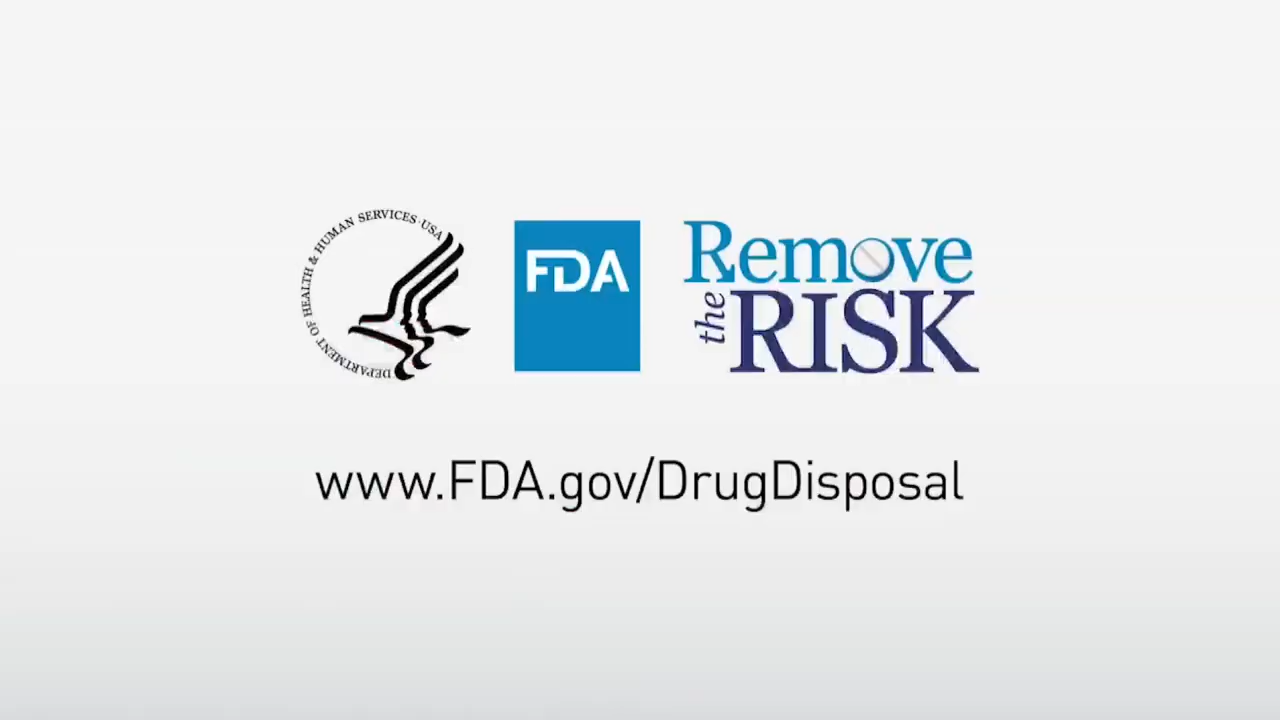 DEPARTMENT OF HEALTH & HUMAN SERVICES · USA
FDA
Remove
the RISK
www.FDA.gov/DrugDisposal